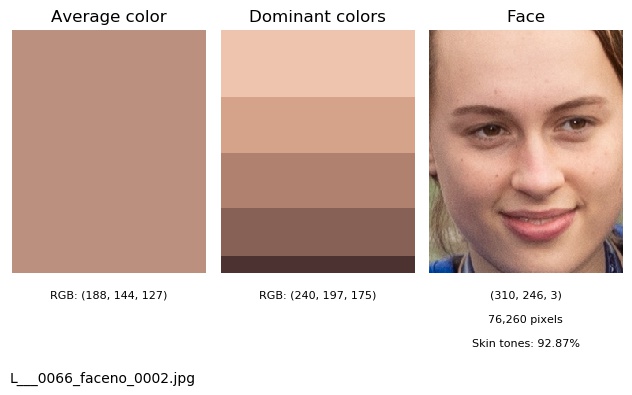 Average color
Dominant colors
Face
RGB: (188, 144, 127)
RGB: (240, 197, 175)
(310, 246, 3)
76,260 pixels
Skin tones: 92.87%
L___0066_faceno_0002.jpg